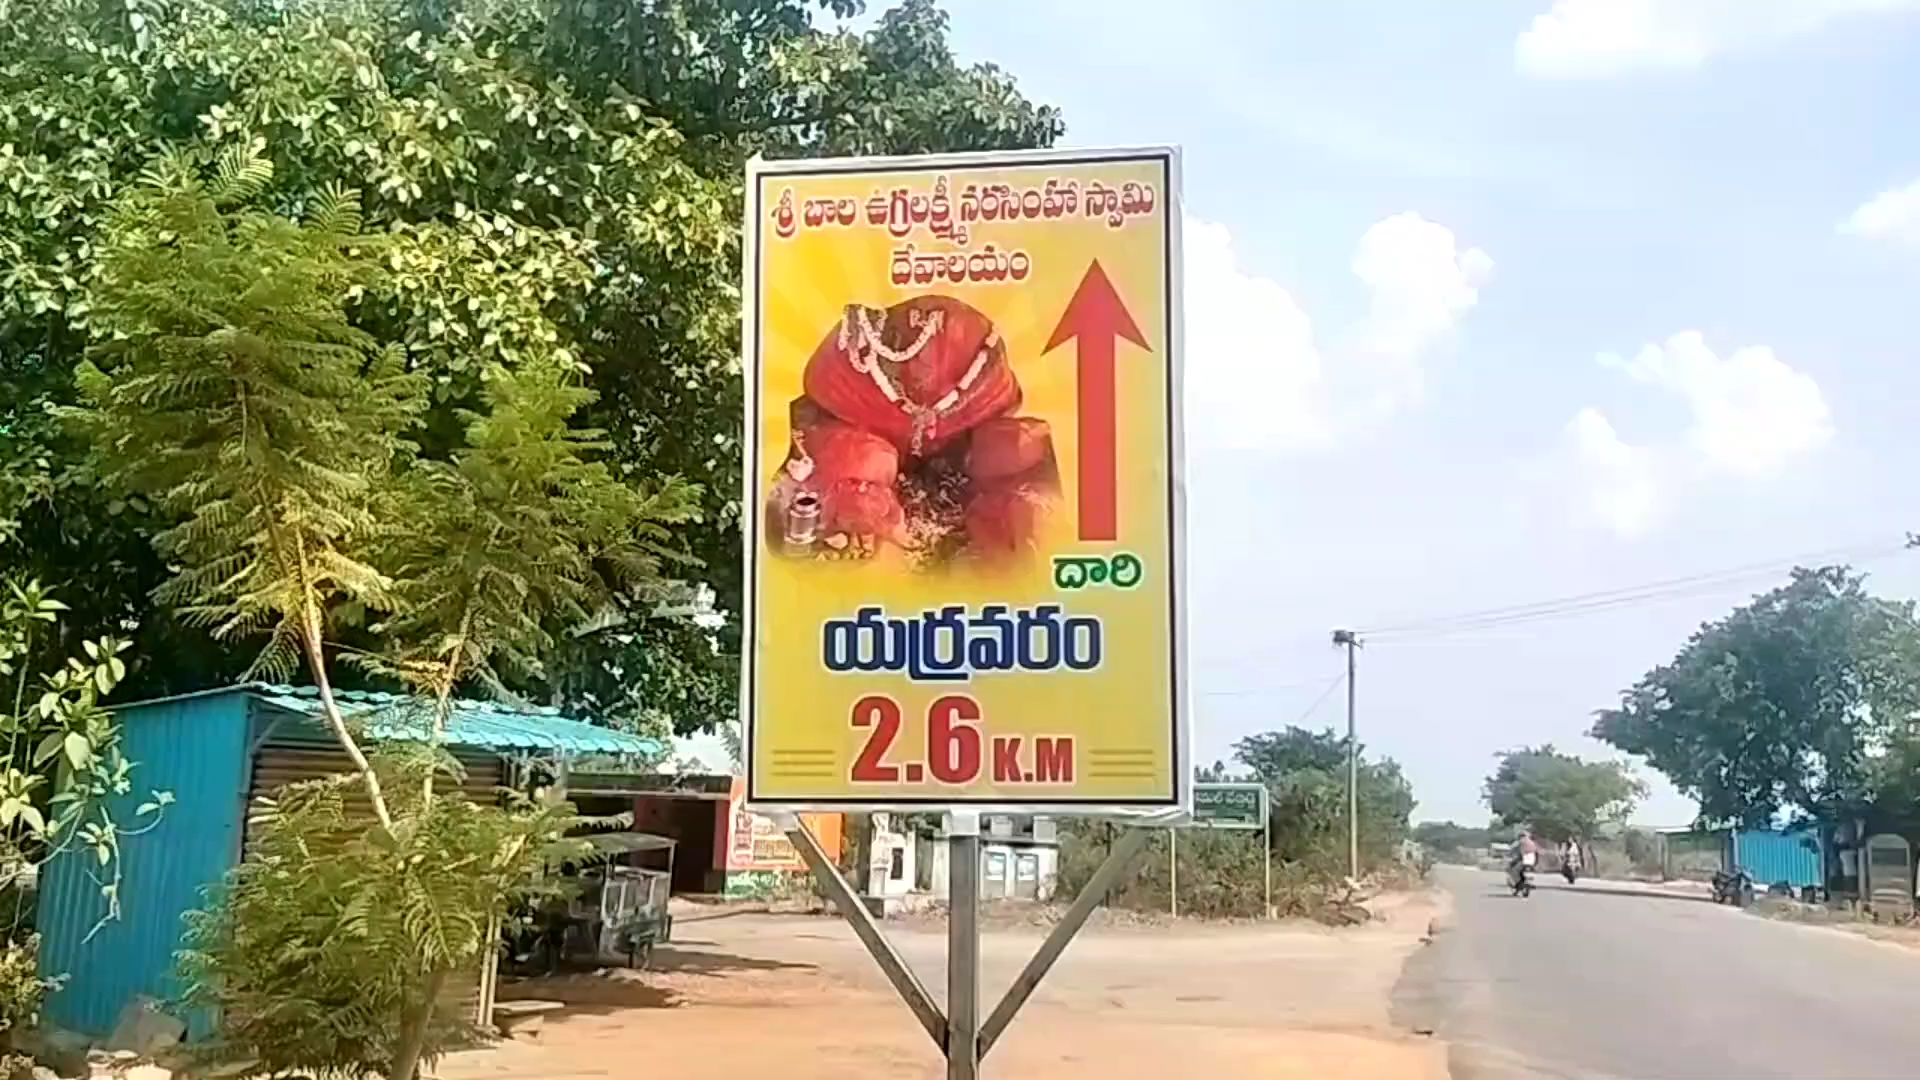 శ్రీ బాల ఉగ్రలక్ష్మీనరసింహా స్వామి
దేవాలయం
దారి
యర్రవరం
2.6 K.M